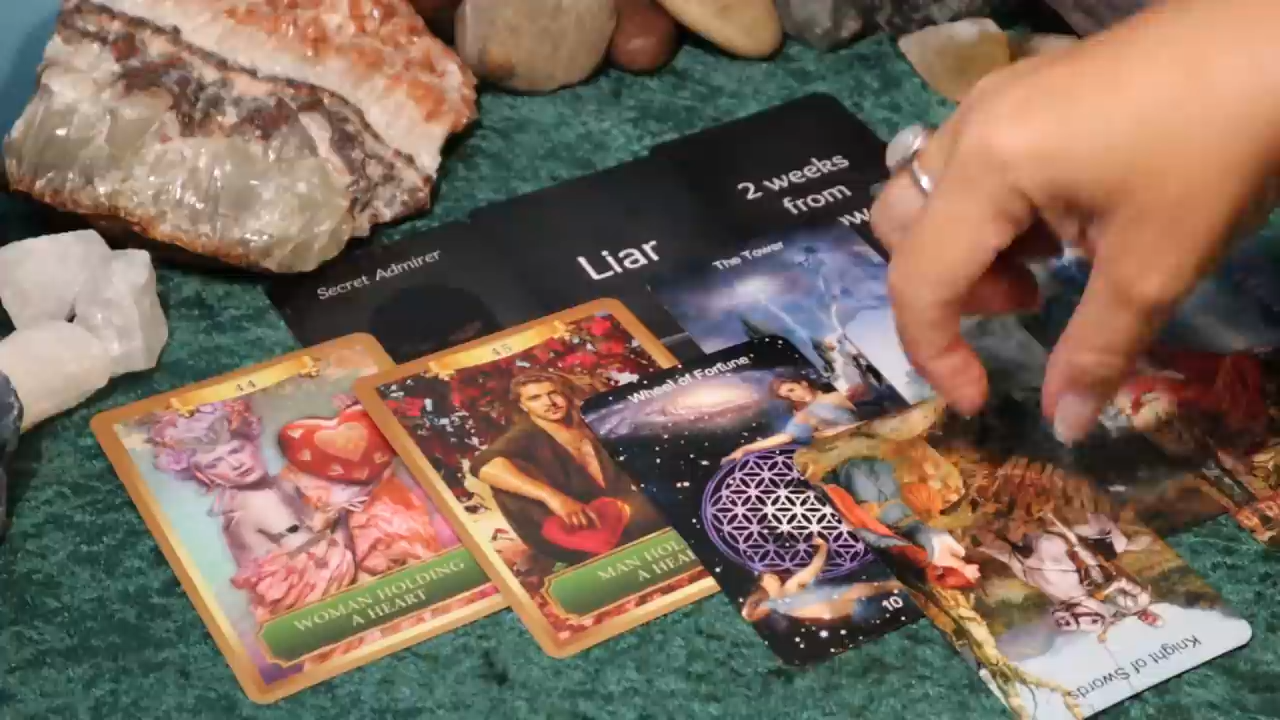 2 weeks
from
Liar
Secret Admirer
The Tower
Wheel of Fortune
45
44
WOMAN HOLDING
A HEART
MAN HOL
A HEA
10
Knight of Swords